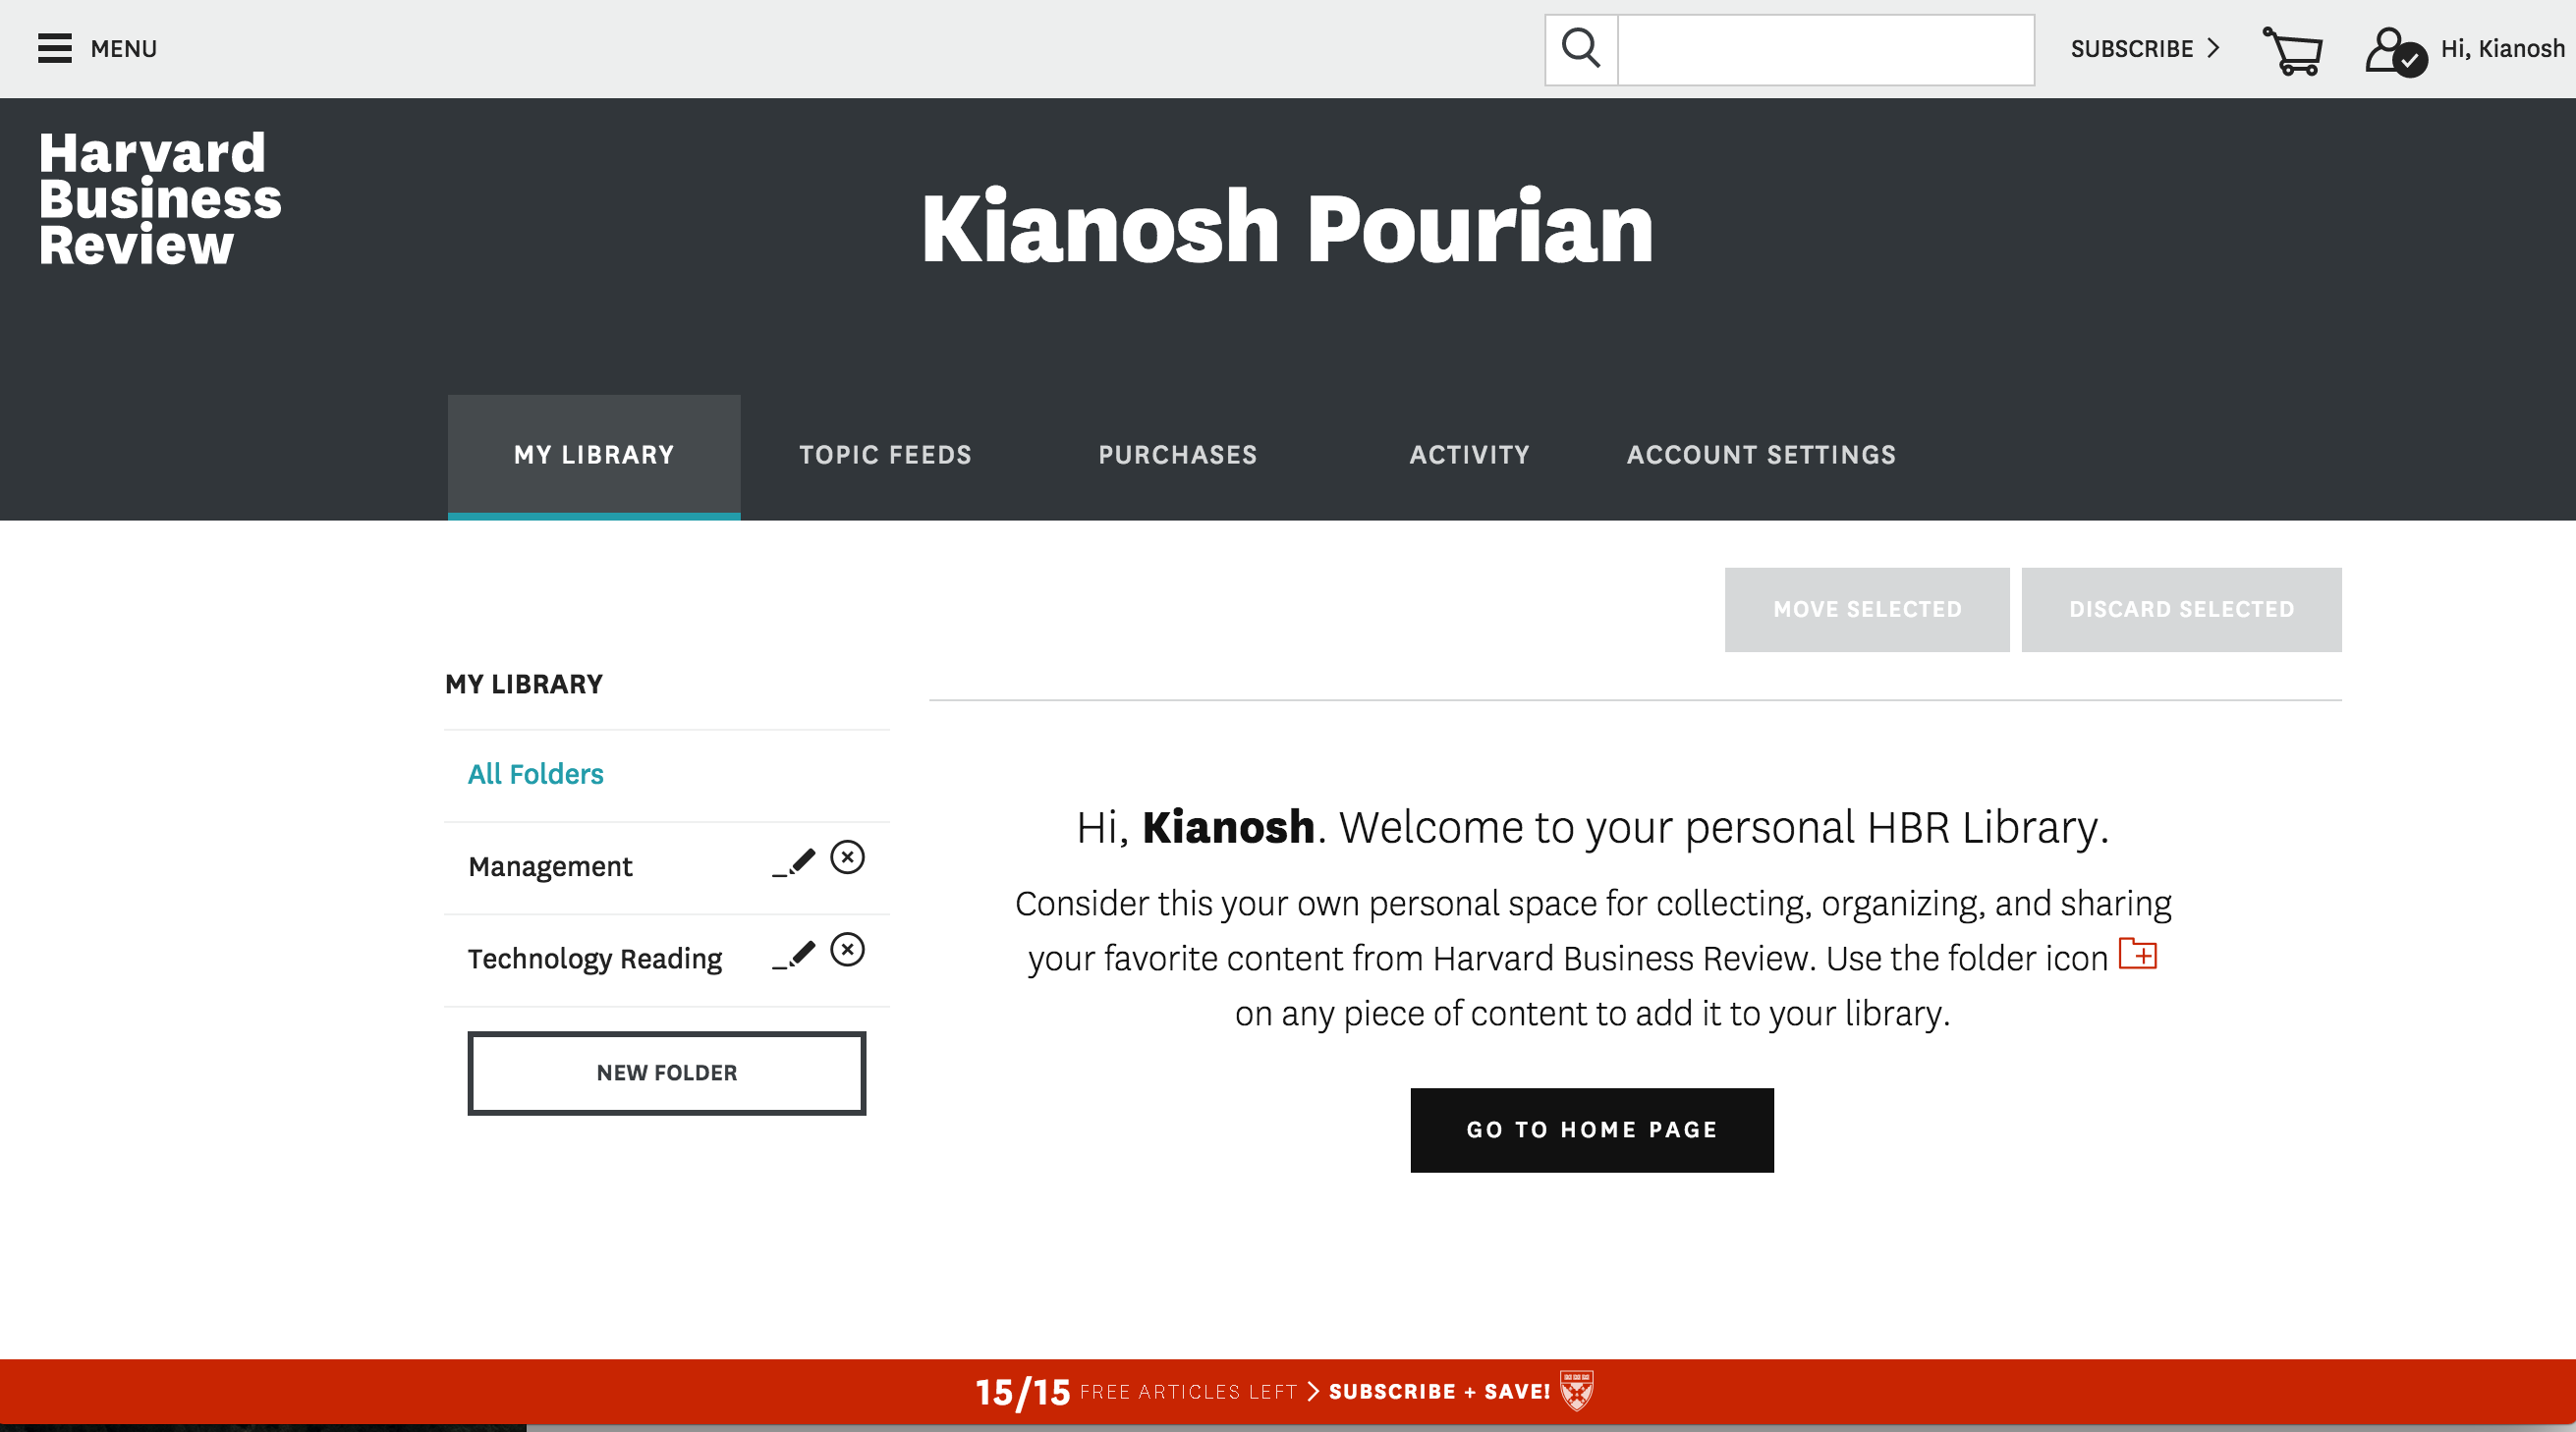 MENU
SUBSCRIBE
Hi, Kianosh
Harvard
Business
Review
Kianosh Pourian
MY LIBRARY
TOPIC FEEDS
PURCHASES
ACTIVITY
ACCOUNT SETTINGS
MOVE SELECTED
DISCARD SELECTED
MY LIBRARY
All Folders
Management
Technology Reading
NEW FOLDER
Hi, Kianosh. Welcome to your personal HBR Library.
Consider this your own personal space for collecting, organizing, and sharing
your favorite content from Harvard Business Review. Use the folder icon
on any piece of content to add it to your library.
GO TO HOME PAGE
15/15 FREE ARTICLES LEFT > SUBSCRIBE + SAVE!